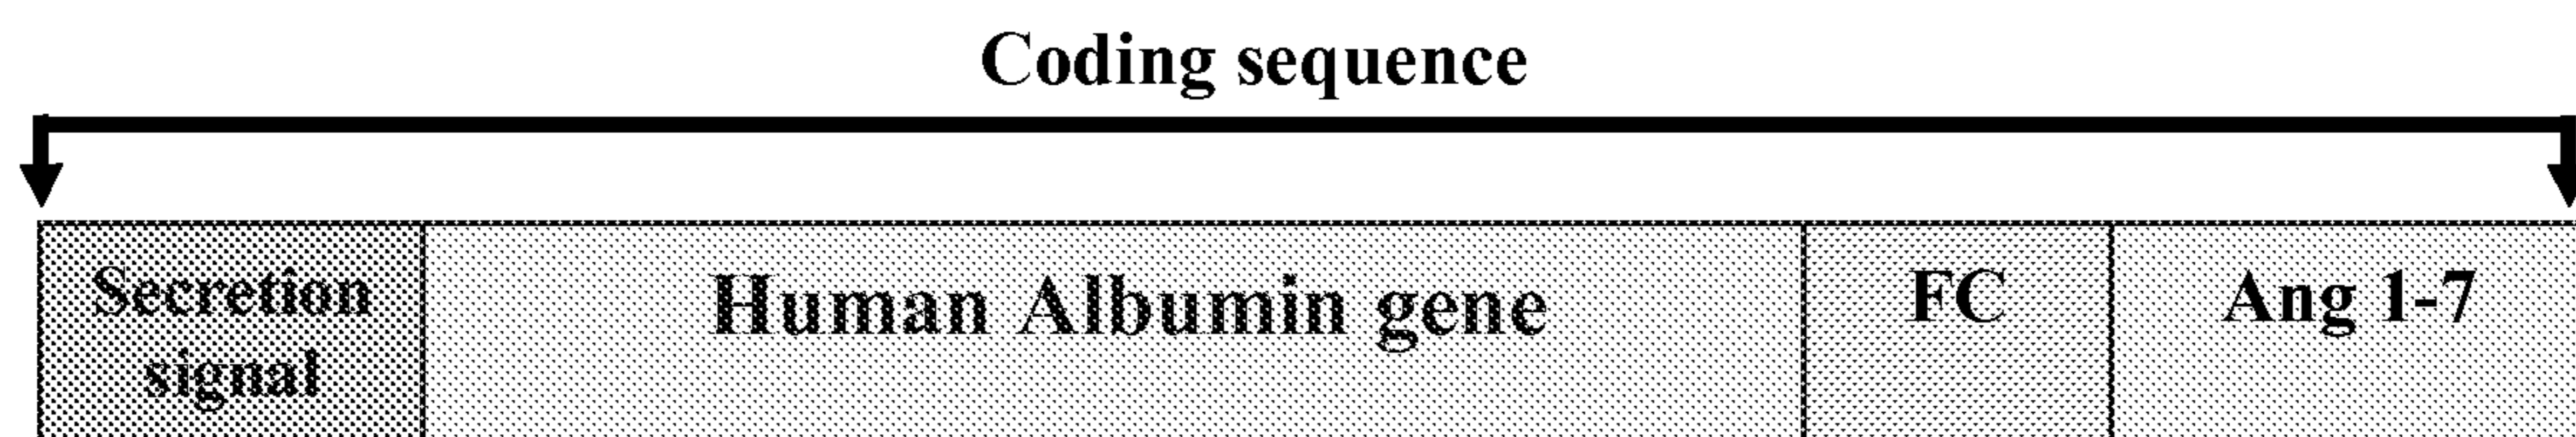 Coding sequence
Secretion
signal
Human Albumin gene
FC
Ang 1-7